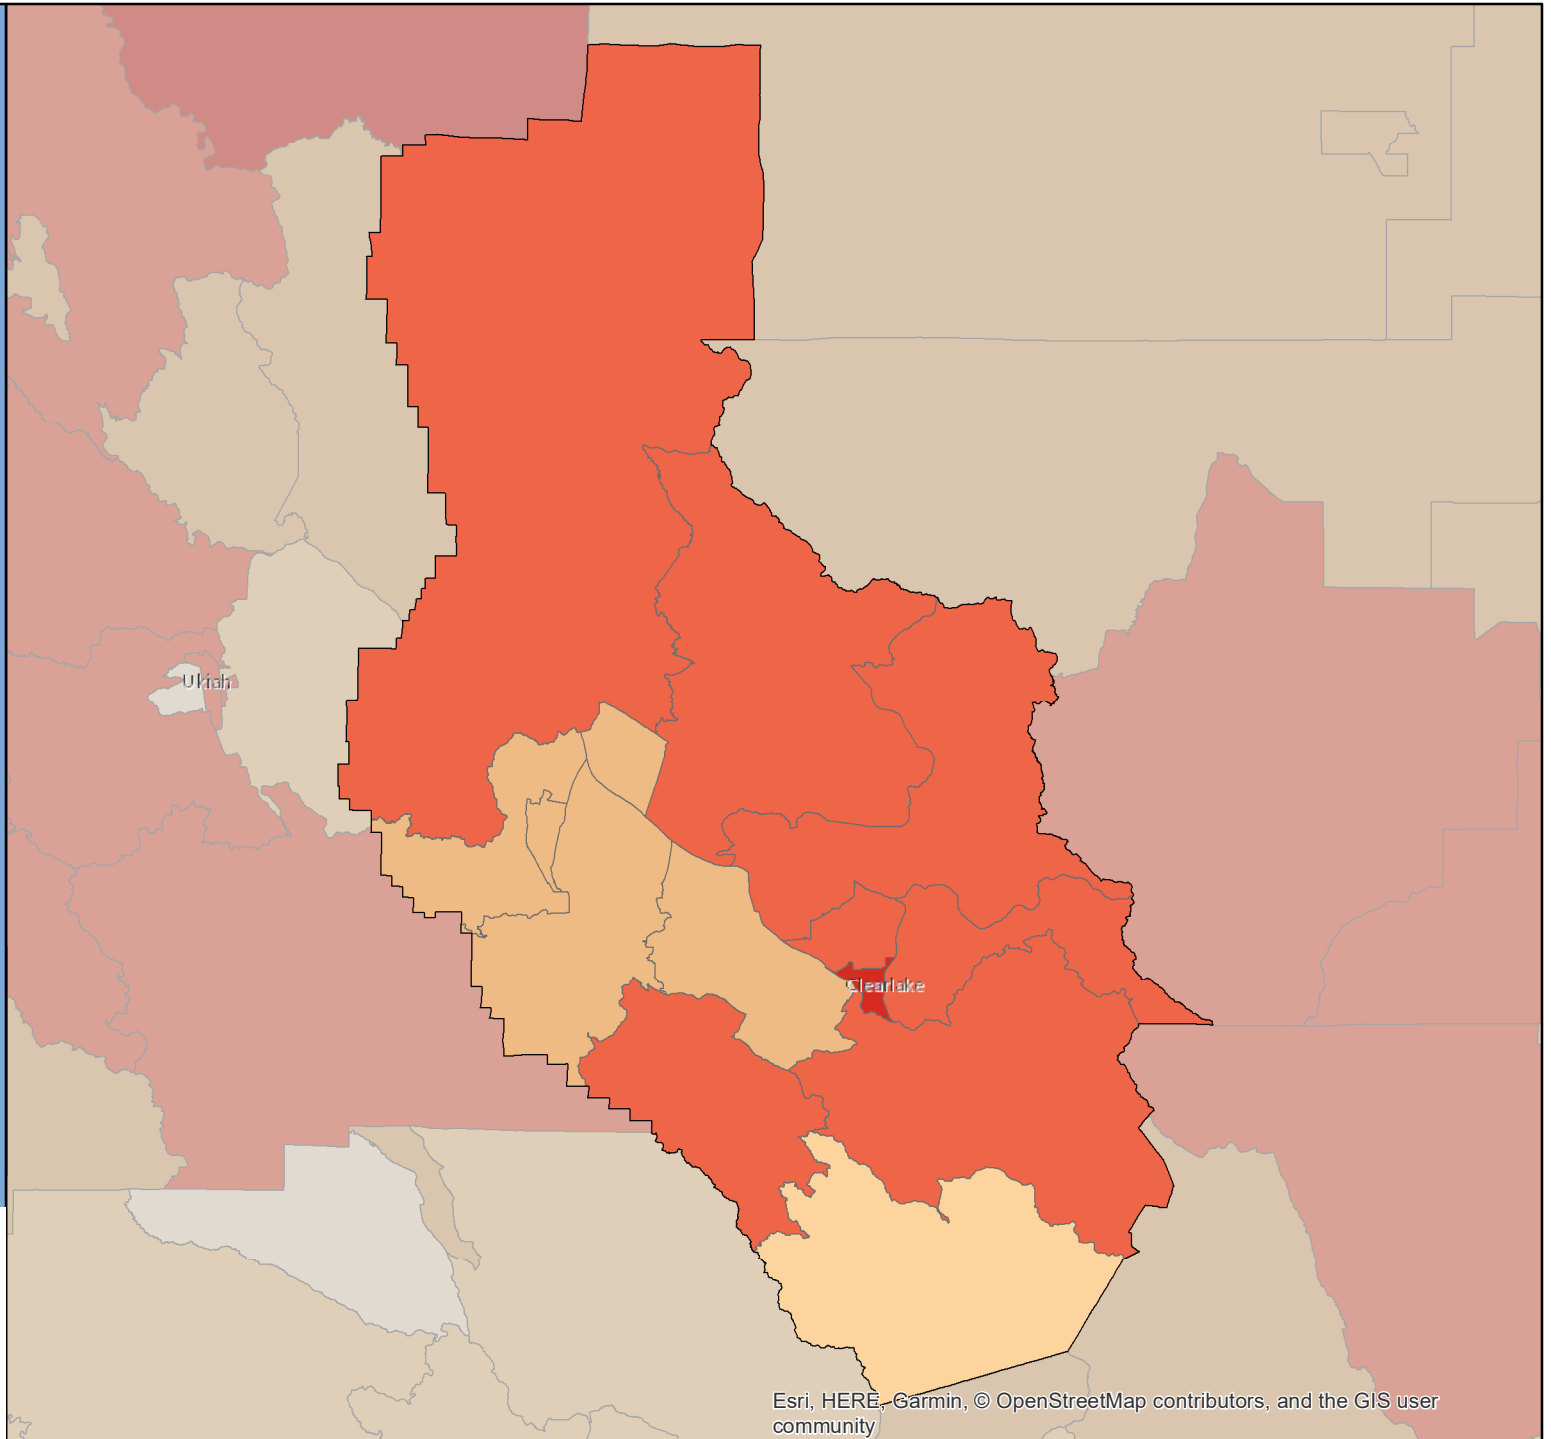 Ukiah
Clearlake
Esri, HERE, Garmin, © OpenStreetMap contributors, and the GIS user
community